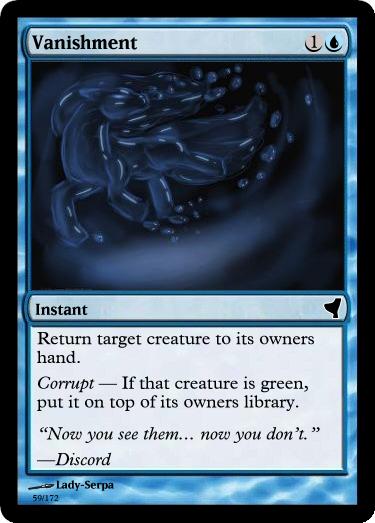 Vanishment 1
Instant
Return target creature to its owners
hand.
Corrupt — If that creature is green,
put it on top of its owners library.
“Now you see them... now you don't.”
—Discord
Lady-Serpa
59/172